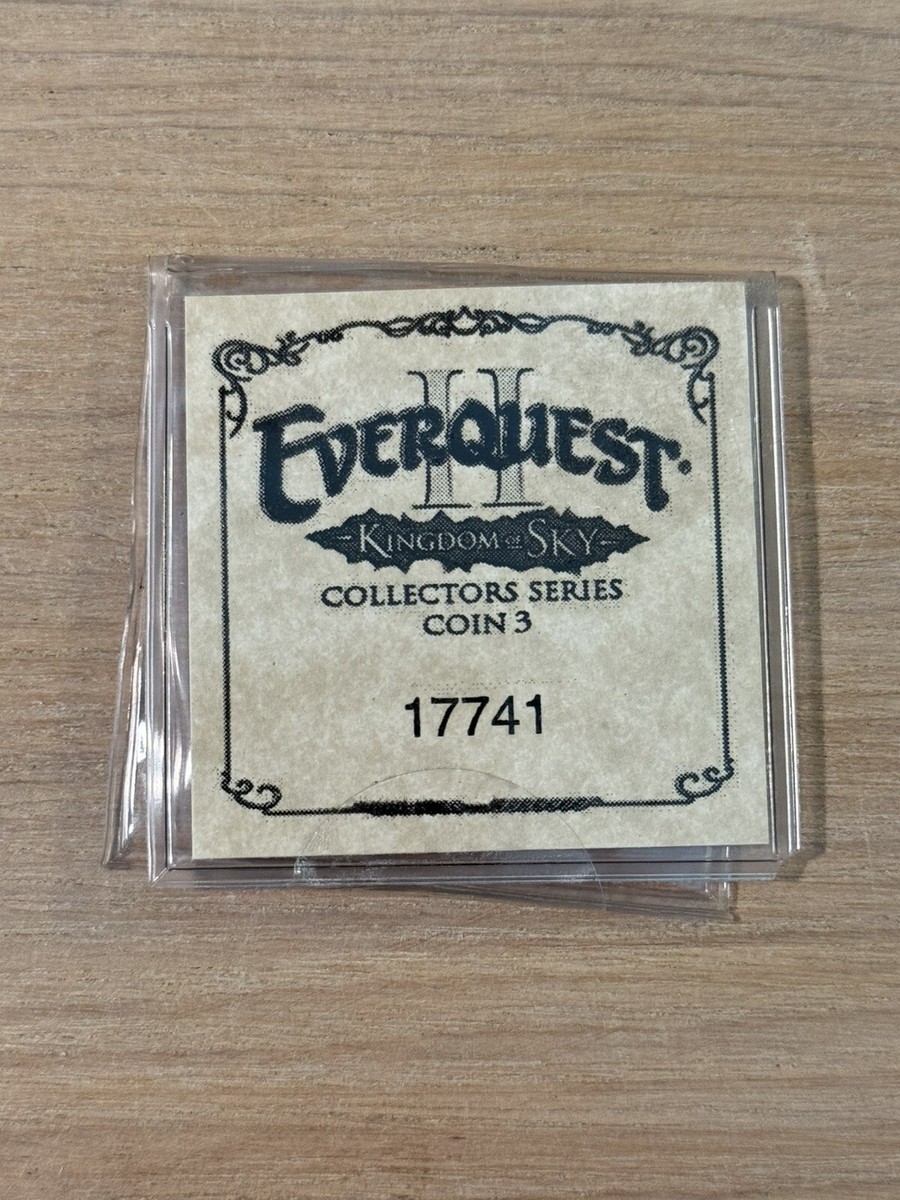 II
EVERQUEST
KINGDOM of SKY
COLLECTORS SERIES
COIN 3
17741